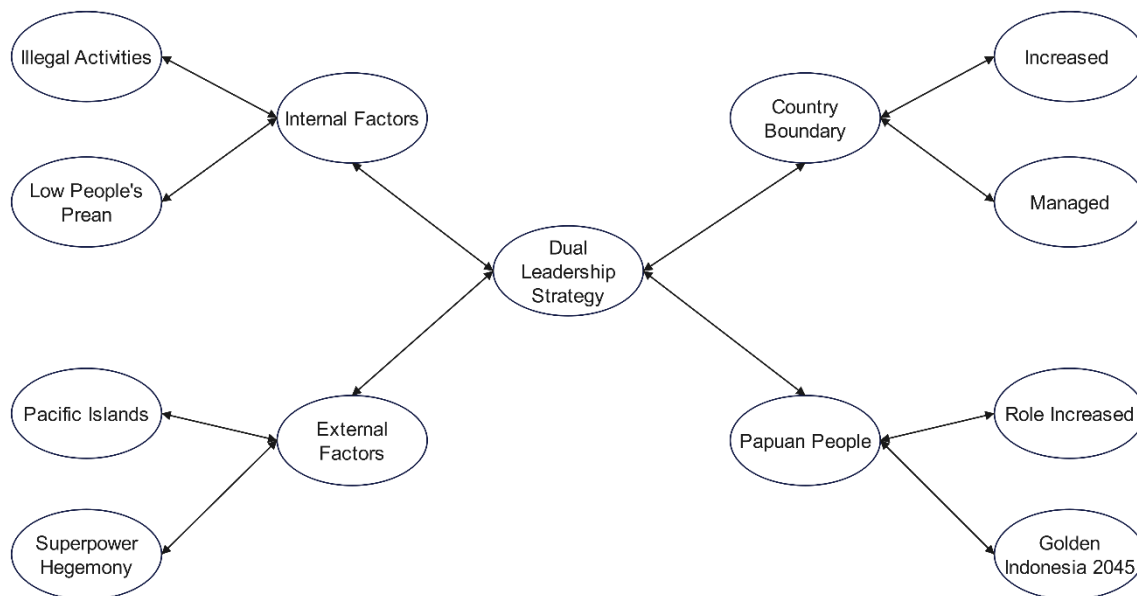 Illegal Activities
Internal Factors
Low People's
Prean
Pacific Islands
External
Factors
Superpower
Hegemony
Dual
Leadership
Strategy
Country
Boundary
Increased
Managed
Papuan People
Role Increased
Golden
Indonesia 2045